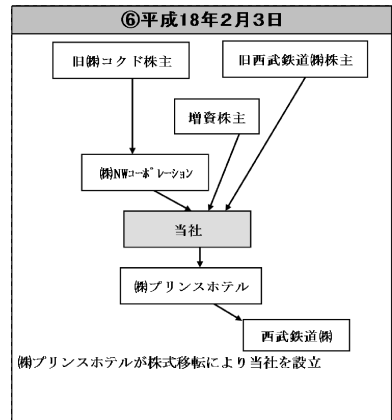 ⑥平成18年2月3日
旧㈱コクド株主
旧西武鉄道㈱株主
増資株主
㈱NWコーポレーション
当社
㈱プリンスホテル
西武鉄道㈱
㈱プリンスホテルが株式移転により当社を設立